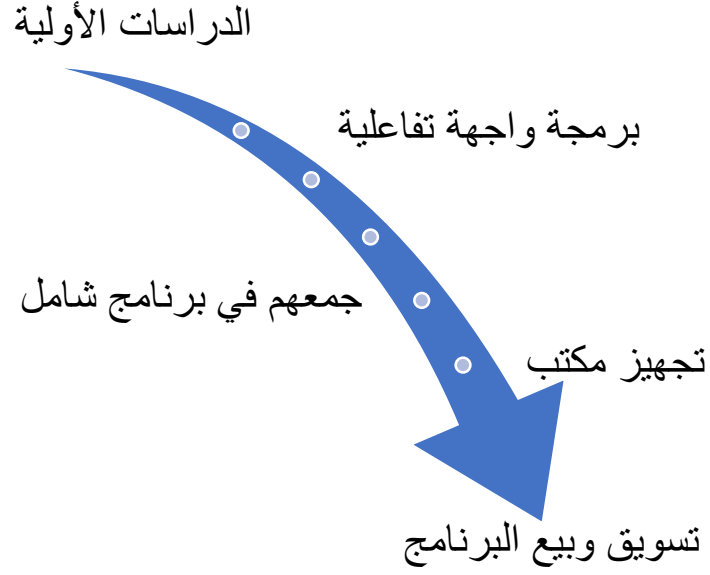 الدراسات الأولية
برمجة واجهة تفاعلية
جمعهم في برنامج شامل
تجهيز مكتب
تسويق وبيع البرنامج